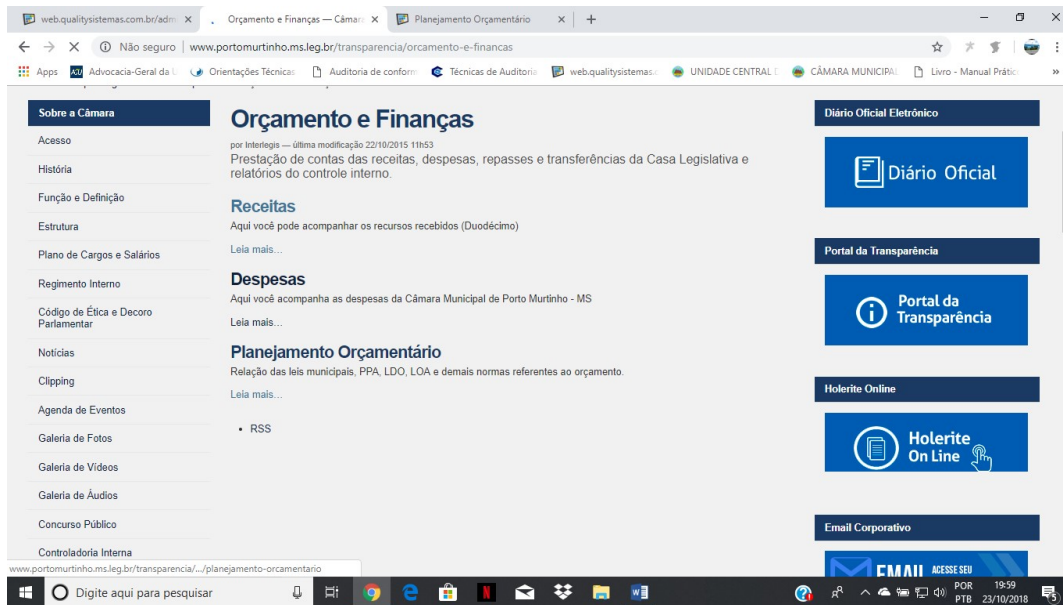 web.qualitysistemas.com.br/adm
Orçamento e Finanças — Câmar
Planejamento Orçamentário
Não seguro
www.portomurtinho.ms.leg.br/transparencia/orcamento-e-financas
Apps
Advocacia-Geral da U
Orientações Técnicas
Auditoria de conform
Técnicas de Auditoria
web.qualitysistemas.c
UNIDADE CENTRAL D
CÂMARA MUNICIPAL
Livro - Manual Prátic
Sobre a Câmara
Acesso
História
Função e Definição
Estrutura
Plano de Cargos e Salários
Regimento Interno
Código de Ética e Decoro
Parlamentar
Notícias
Clipping
Agenda de Eventos
Galeria de Fotos
Galeria de Vídeos
Galeria de Áudios
Concurso Público
Controladoria Interna
Orçamento e Finanças
por Interlegis — última modificação 22/10/2015 11h53
Prestação de contas das receitas, despesas, repasses e transferências da Casa Legislativa e
relatórios do controle interno.
Receitas
Aqui você pode acompanhar os recursos recebidos (Duodécimo)
Leia mais…
Despesas
Aqui você acompanha as despesas da Câmara Municipal de Porto Murtinho - MS
Leia mais…
Planejamento Orçamentário
Relação das leis municipais, PPA, LDO, LOA e demais normas referentes ao orçamento.
Leia mais…
• RSS
Diário Oficial Eletrônico
Diário Oficial
Portal da Transparência
Portal da
Transparência
Holerite Online
Holerite
On Line
Email Corporativo
EMAIL ACESSE SEU
www.portomurtinho.ms.leg.br/transparencia/.../planejamento-orcamentario
Digite aqui para pesquisar
POR
PTB
19:59
23/10/2018